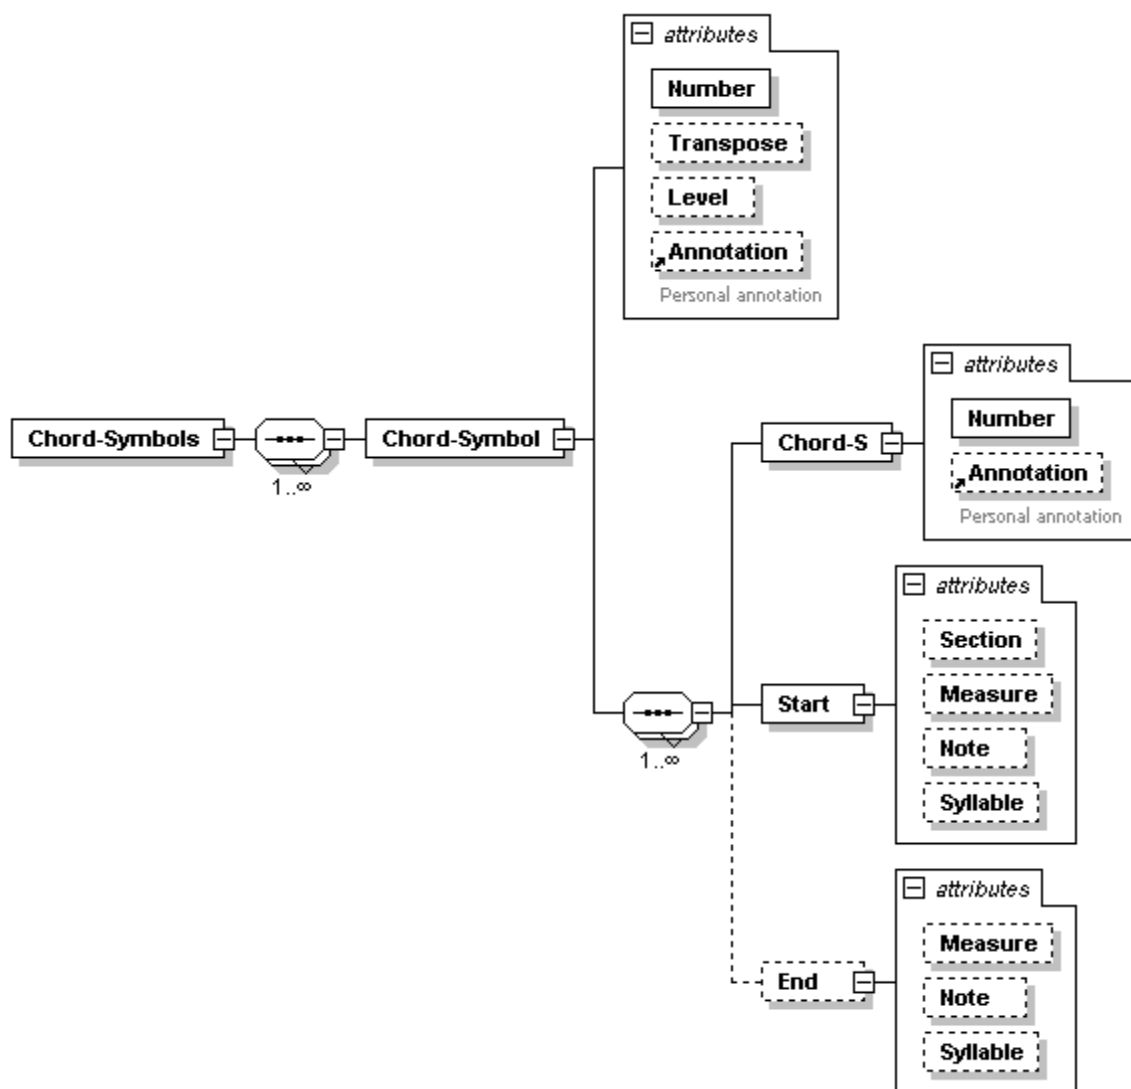 attributes
Number
Transpose
Level
Annotation
Personal annotation
Chord-Symbols
1..∞
Chord-Symbol
1..∞
Chord-S
attributes
Number
Annotation
Personal annotation
Start
attributes
Section
Measure
Note
Syllable
End
attributes
Measure
Note
Syllable